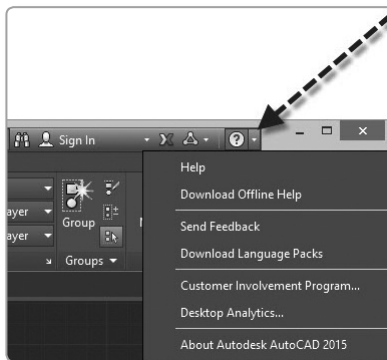 Sign In
Help
Download Offline Help
Send Feedback
Download Language Packs
Customer Involvement Program...
Desktop Analytics...
About Autodesk AutoCAD 2015
ayer
Group
ayer
Groups